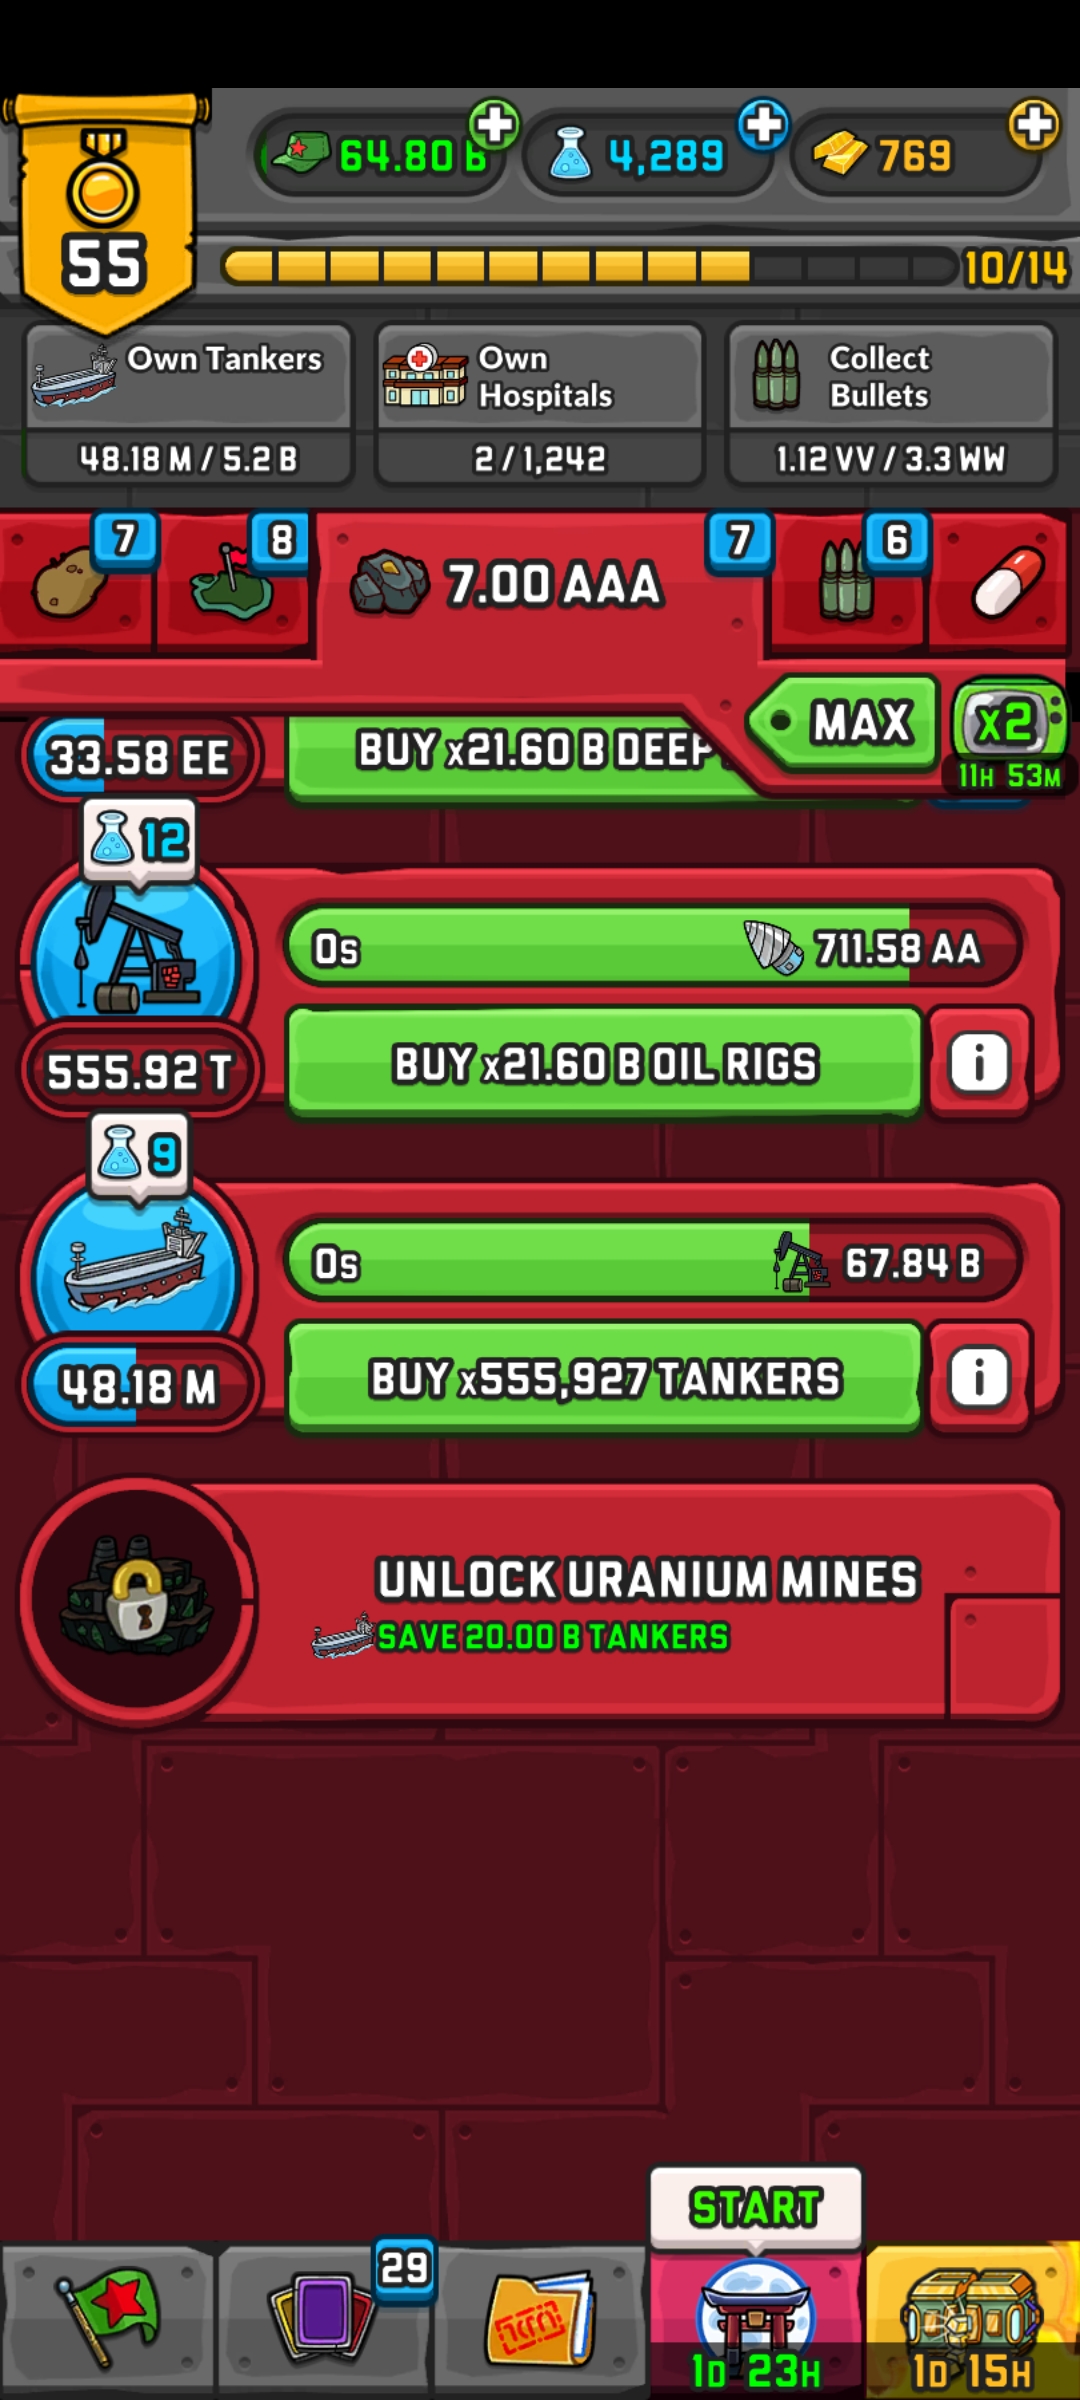 55
64.80 B
4,289
769
10/14
Own Tankers
48.18 M / 5.2 B
Own
Hospitals
2 / 1,242
Collect
Bullets
1.12 VV / 3.3 WW
7
8
7.00 AAA
7
6
MAX
x2
11H 53M
33.58 EE
BUY x21.60 B DEEP
12
0s
711.58 AA
555.92 T
BUY x21.60 B OIL RIGS
i
9
0s
67.84 B
48.18 M
BUY x555,927 TANKERS
i
UNLOCK URANIUM MINES
SAVE 20.00 B TANKERS
START
29
1D 23H
1D 15H